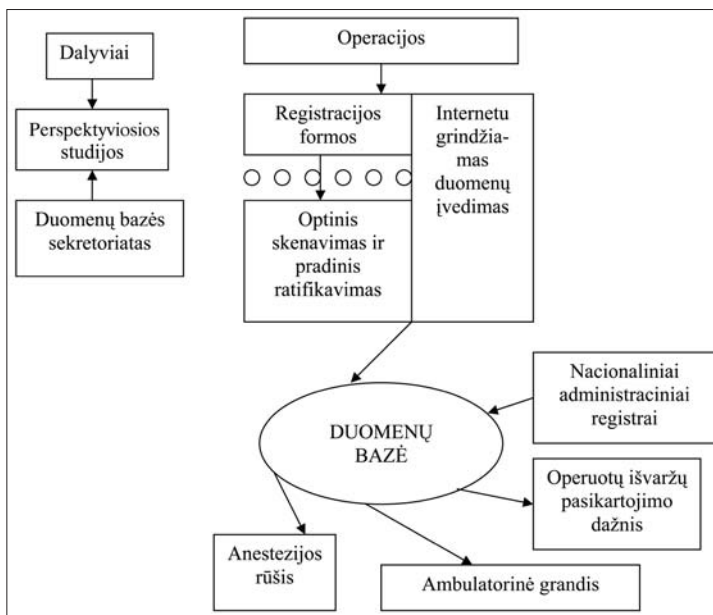 Dalyviai
Perspektyviosios
studijos
Duomenų bazės
sekretoriatas
Operacijos
Registracijos
formos
Internetu
grindžia-
mas
duomenų
įvedimas
Optinis
skenavimas ir
pradinis
ratifikavimas
DUOMENŲ
BAZĖ
Nacionaliniai
administraciniai
registrai
Operuotų išvaržų
pasikartojimo
dažnis
Anestezijos
rūšis
Ambulatorinė grandis